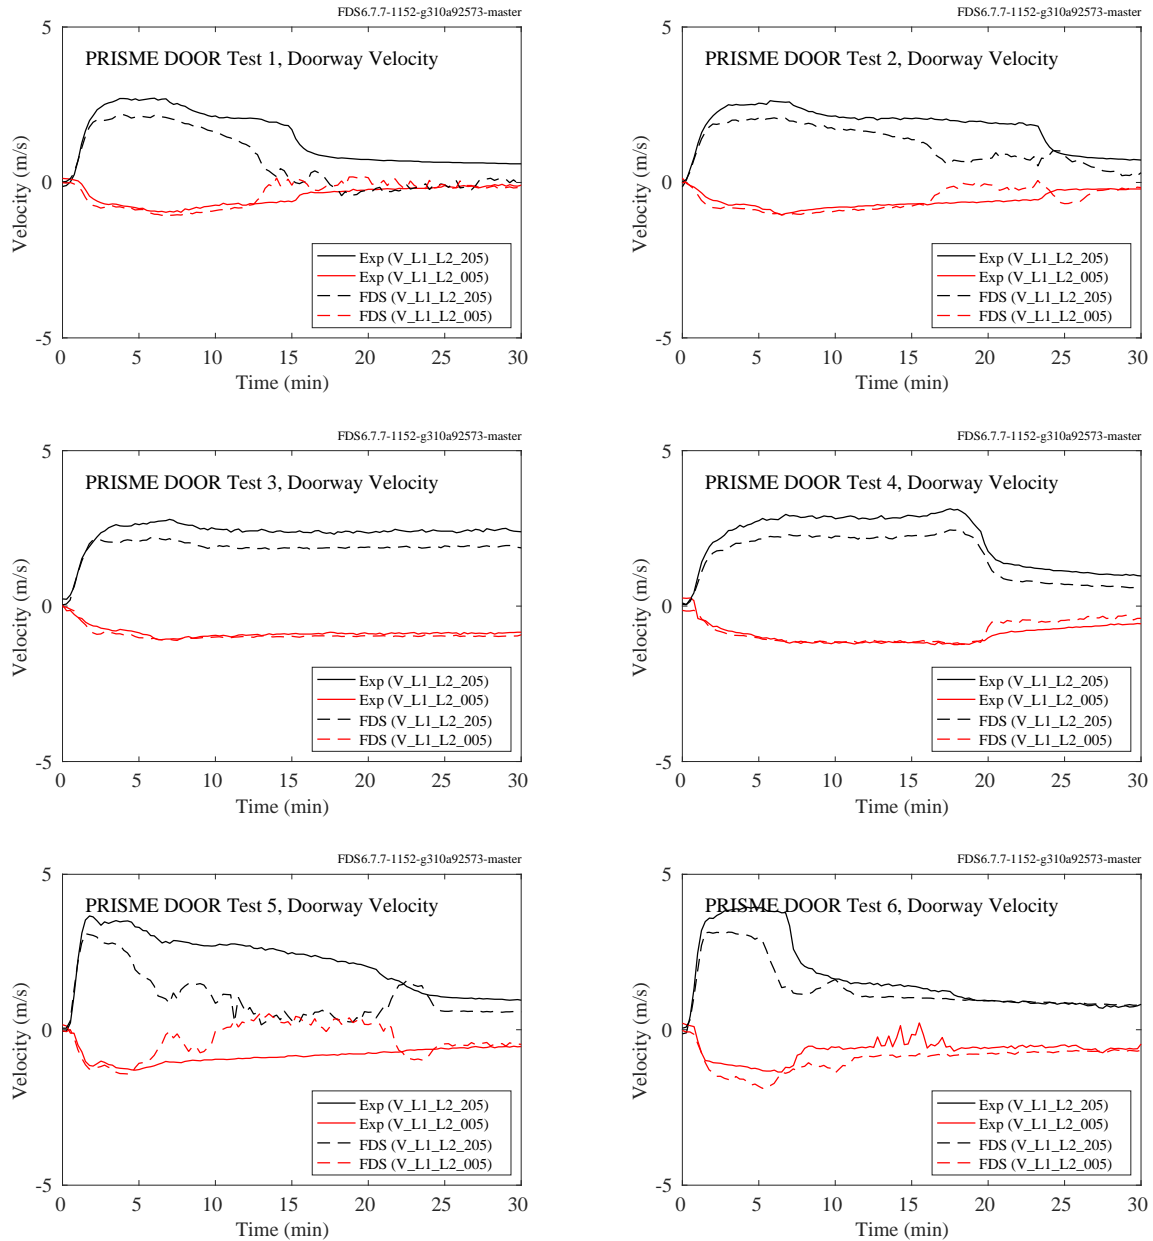 FDS6.7.7-1152-g310a92573-master
PRISME DOOR Test 1, Doorway Velocity
5
0
-5
Velocity (m/s)
Exp (V_L1_L2_205)
Exp (V_L1_L2_005)
FDS (V_L1_L2_205)
FDS (V_L1_L2_005)
0 5 10 15 20 25 30
Time (min)
FDS6.7.7-1152-g310a92573-master
PRISME DOOR Test 2, Doorway Velocity
5
0
-5
Velocity (m/s)
Exp (V_L1_L2_205)
Exp (V_L1_L2_005)
FDS (V_L1_L2_205)
FDS (V_L1_L2_005)
0 5 10 15 20 25 30
Time (min)
FDS6.7.7-1152-g310a92573-master
PRISME DOOR Test 3, Doorway Velocity
5
0
-5
Velocity (m/s)
Exp (V_L1_L2_205)
Exp (V_L1_L2_005)
FDS (V_L1_L2_205)
FDS (V_L1_L2_005)
0 5 10 15 20 25 30
Time (min)
FDS6.7.7-1152-g310a92573-master
PRISME DOOR Test 4, Doorway Velocity
5
0
-5
Velocity (m/s)
Exp (V_L1_L2_205)
Exp (V_L1_L2_005)
FDS (V_L1_L2_205)
FDS (V_L1_L2_005)
0 5 10 15 20 25 30
Time (min)
FDS6.7.7-1152-g310a92573-master
PRISME DOOR Test 5, Doorway Velocity
5
0
-5
Velocity (m/s)
Exp (V_L1_L2_205)
Exp (V_L1_L2_005)
FDS (V_L1_L2_205)
FDS (V_L1_L2_005)
0 5 10 15 20 25 30
Time (min)
FDS6.7.7-1152-g310a92573-master
PRISME DOOR Test 6, Doorway Velocity
5
0
-5
Velocity (m/s)
Exp (V_L1_L2_205)
Exp (V_L1_L2_005)
FDS (V_L1_L2_205)
FDS (V_L1_L2_005)
0 5 10 15 20 25 30
Time (min)